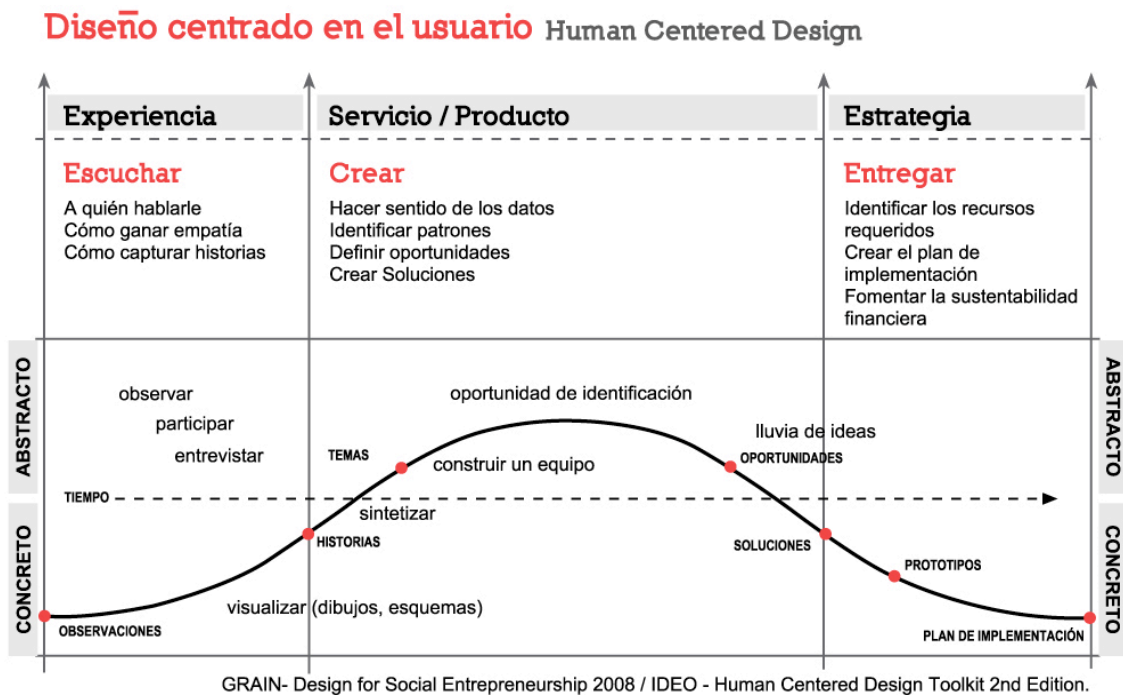 Diseño centrado en el usuario Human Centered Design
Experiencia
Servicio / Producto
Estrategia
Escuchar
A quién hablarle
Cómo ganar empatía
Cómo capturar historias
Crear
Hacer sentido de los datos
Identificar patrones
Definir oportunidades
Crear Soluciones
Entregar
Identificar los recursos
requeridos
Crear el plan de
implementación
Fomentar la sustentabilidad
financiera
ABSTRACTO
CONCRETO
observar
participar
entrevistar
TIEMPO
oportunidad de identificación
TEMAS
construir un equipo
lluvia de ideas
OPORTUNIDADES
sintetizar
HISTORIAS
SOLUCIONES
PROTOTIPOS
visualizar (dibujos, esquemas)
OBSERVACIONES
PLAN DE IMPLEMENTACIÓN
ABSTRACTO
CONCRETO
GRAIN- Design for Social Entrepreneurship 2008 / IDEO - Human Centered Design Toolkit 2nd Edition.